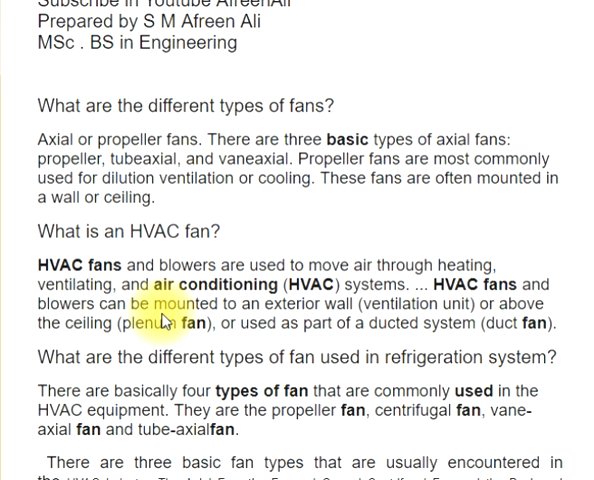 Subscribe in Youtube AfreenAli
Prepared by S M Afreen Ali
MSc . BS in Engineering
What are the different types of fans?
Axial or propeller fans. There are three basic types of axial fans:
propeller, tubeaxial, and vaneaxial. Propeller fans are most commonly
used for dilution ventilation or cooling. These fans are often mounted in
a wall or ceiling.
What is an HVAC fan?
HVAC fans and blowers are used to move air through heating,
ventilating, and air conditioning (HVAC) systems. ... HVAC fans and
blowers can be mounted to an exterior wall (ventilation unit) or above
the ceiling (plenum fan), or used as part of a ducted system (duct fan).
What are the different types of fan used in refrigeration system?
There are basically four types of fan that are commonly used in the
HVAC equipment. They are the propeller fan, centrifugal fan, vane-
axial fan and tube-axialfan.
There are three basic fan types that are usually encountered in
the